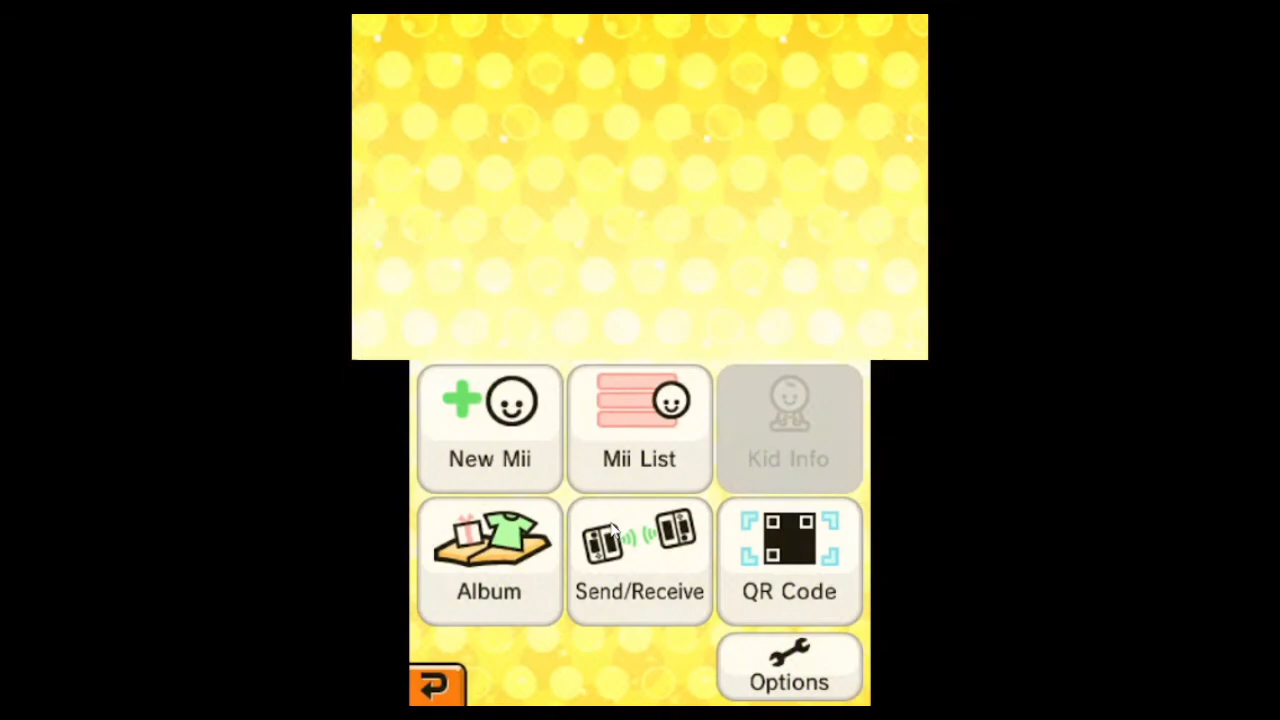 New Mii
Mii List
Kid Info
Album
Send/Receive
QR Code
Options